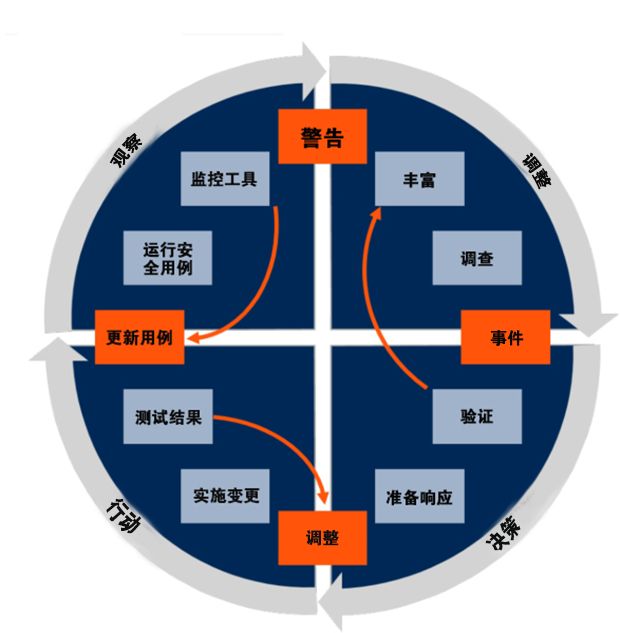 警告
观察
调整
监控工具
丰富
运行安
全用例
调查
更新用例
事件
测试结果
验证
实施变更
准备响应
行动
调整
决策